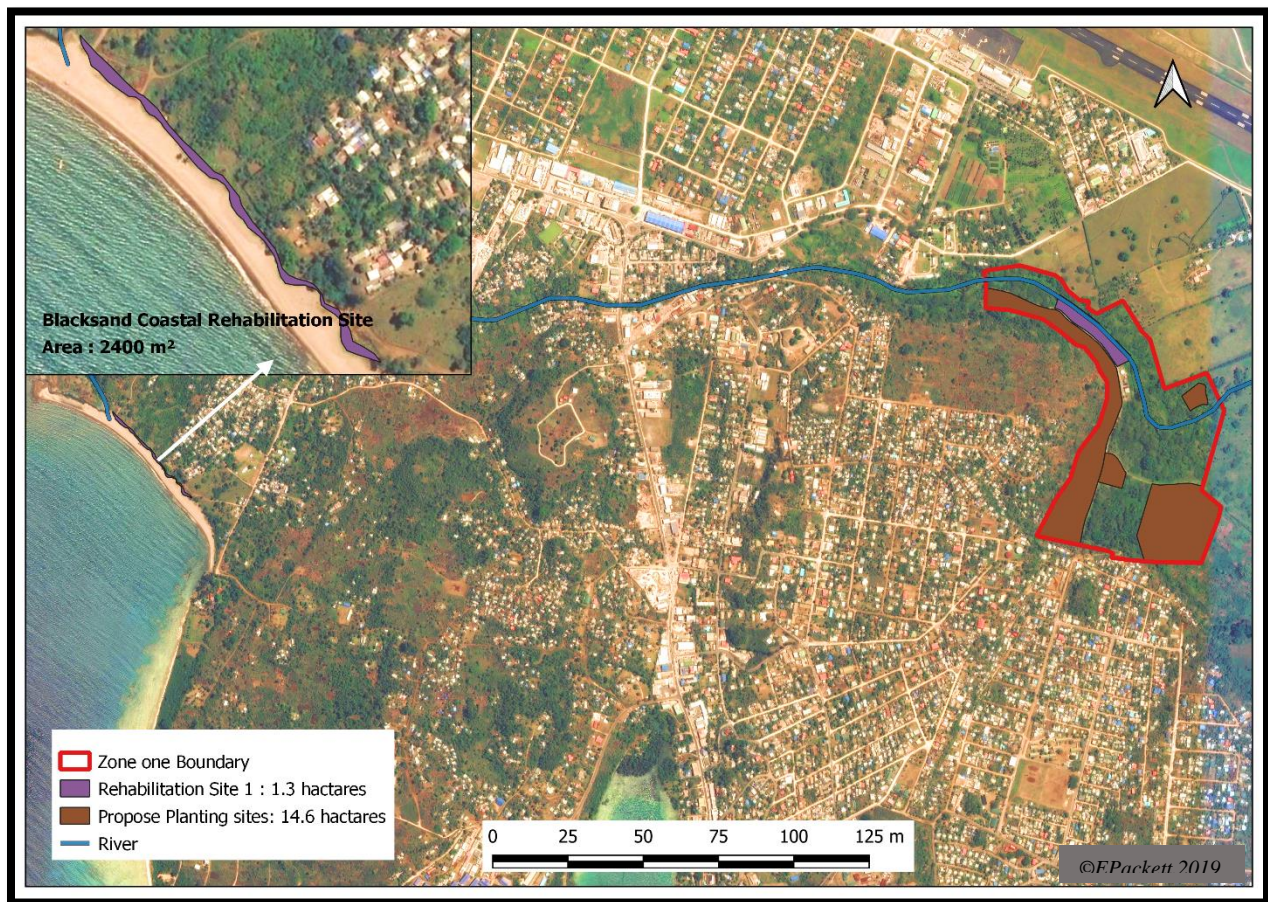 Blacksand Coastal Rehabilitation Site
Area : 2400 m²
Zone one Boundary
Rehabilitation Site 1 : 1.3 hactares
Propose Planting sites: 14.6 hactares
River
0 25 50 75 100 125 m
©EPackett 2019